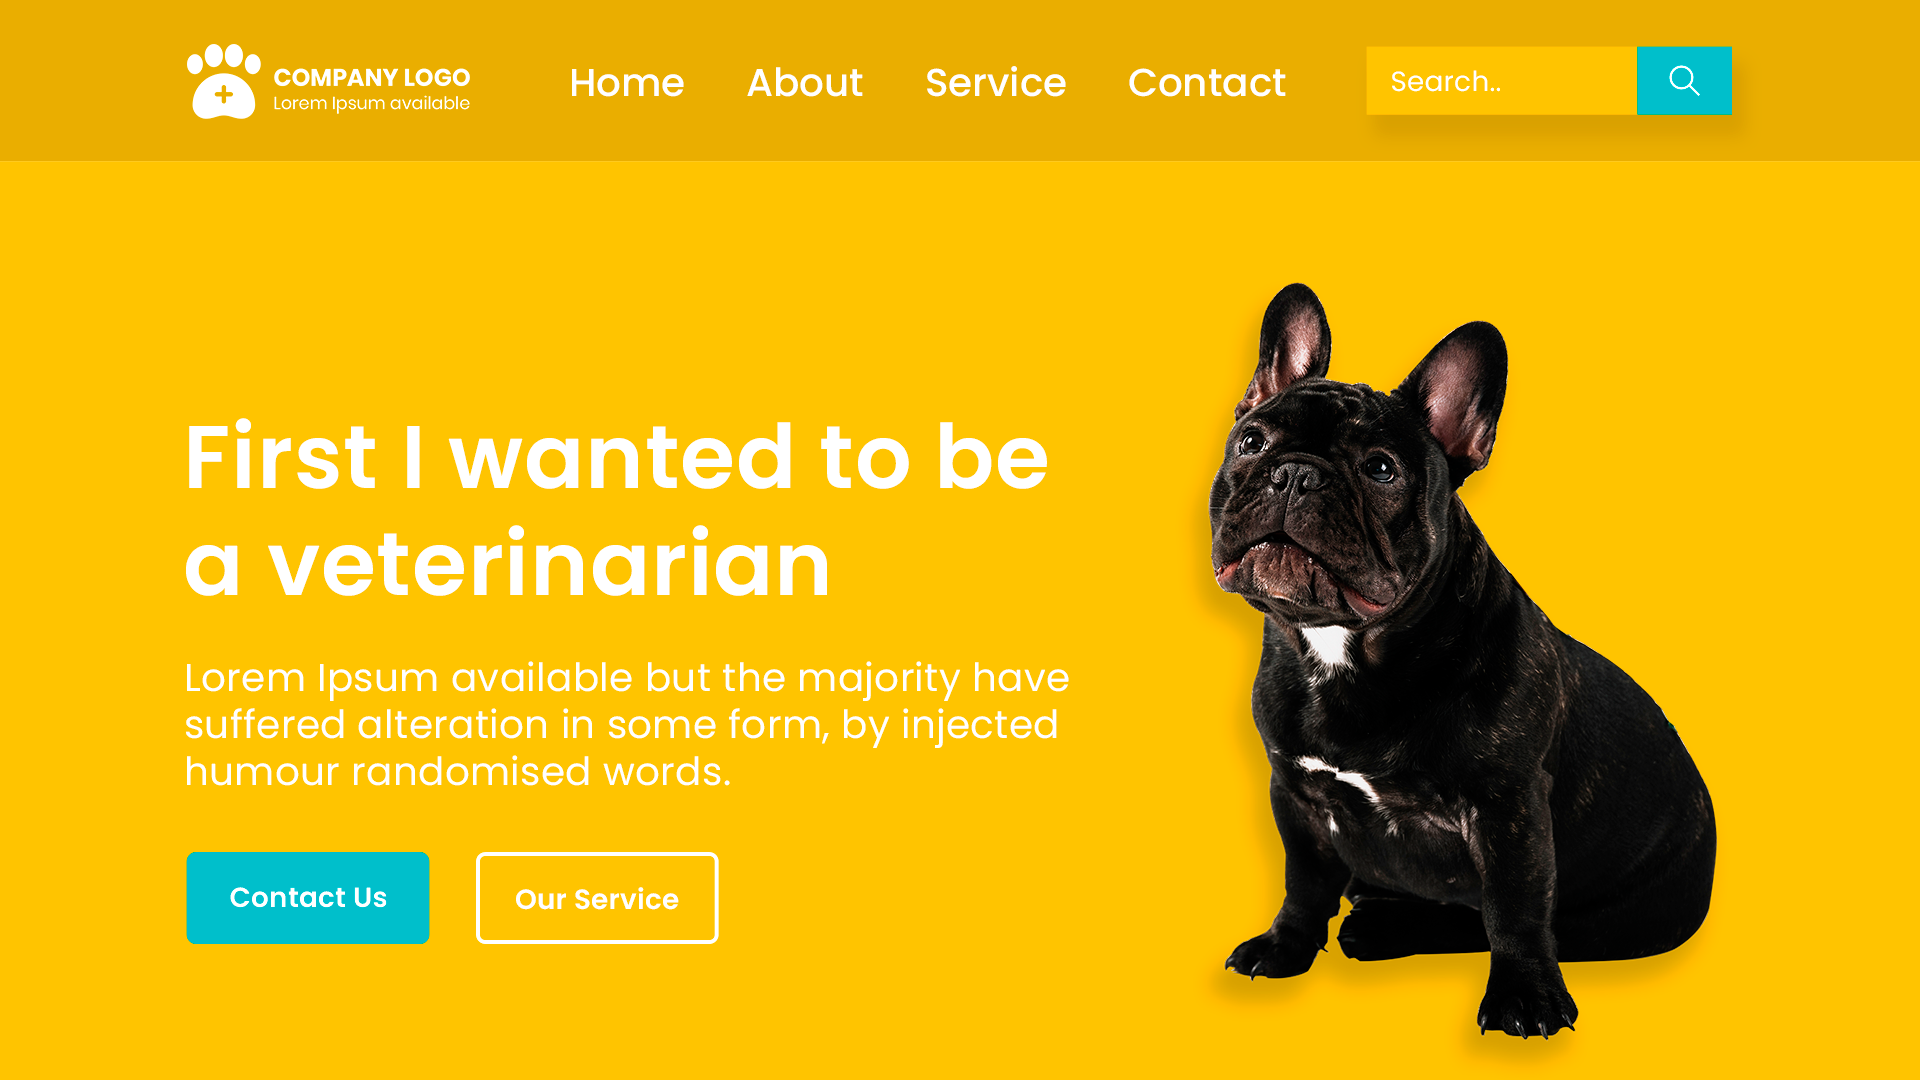 COMPANY LOGO
Lorem Ipsum available
Home
About
Service
Contact
Search..
First I wanted to be
a veterinarian
Lorem Ipsum available but the majority have
suffered alteration in some form, by injected
humour randomised words.
Contact Us
Our Service